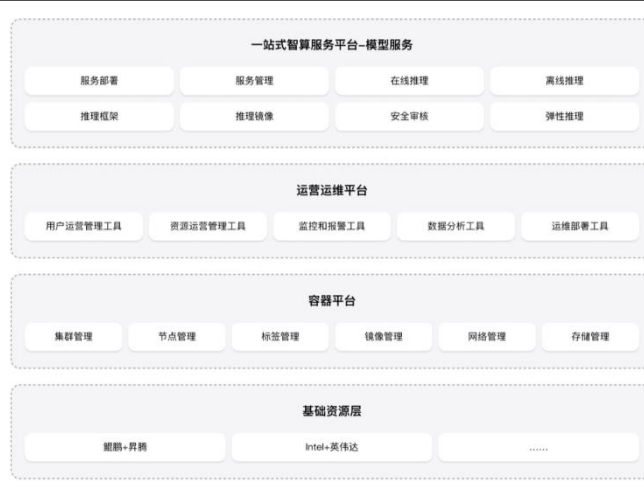 一站式智算服务平台-模型服务
服务部署 服务管理 在线推理 离线推理
推理框架 推理镜像 安全审核 弹性推理
运营运维平台
用户运营管理工具 资源运营管理工具 监控和报警工具 数据分析工具 运维部署工具
容器平台
集群管理 节点管理 标签管理 镜像管理 网络管理 存储管理
基础资源层
鲲鹏+昇腾 Intel+英伟达 ……